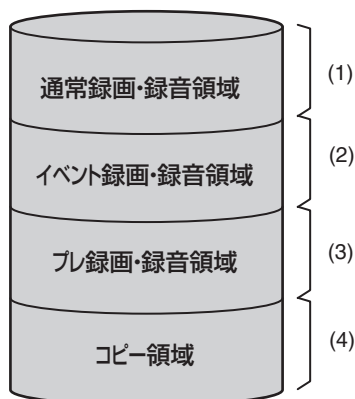 通常録画・録音領域
(1)
イベント録画・録音領域
(2)
プレ録画・録音領域
(3)
コピー領域
(4)